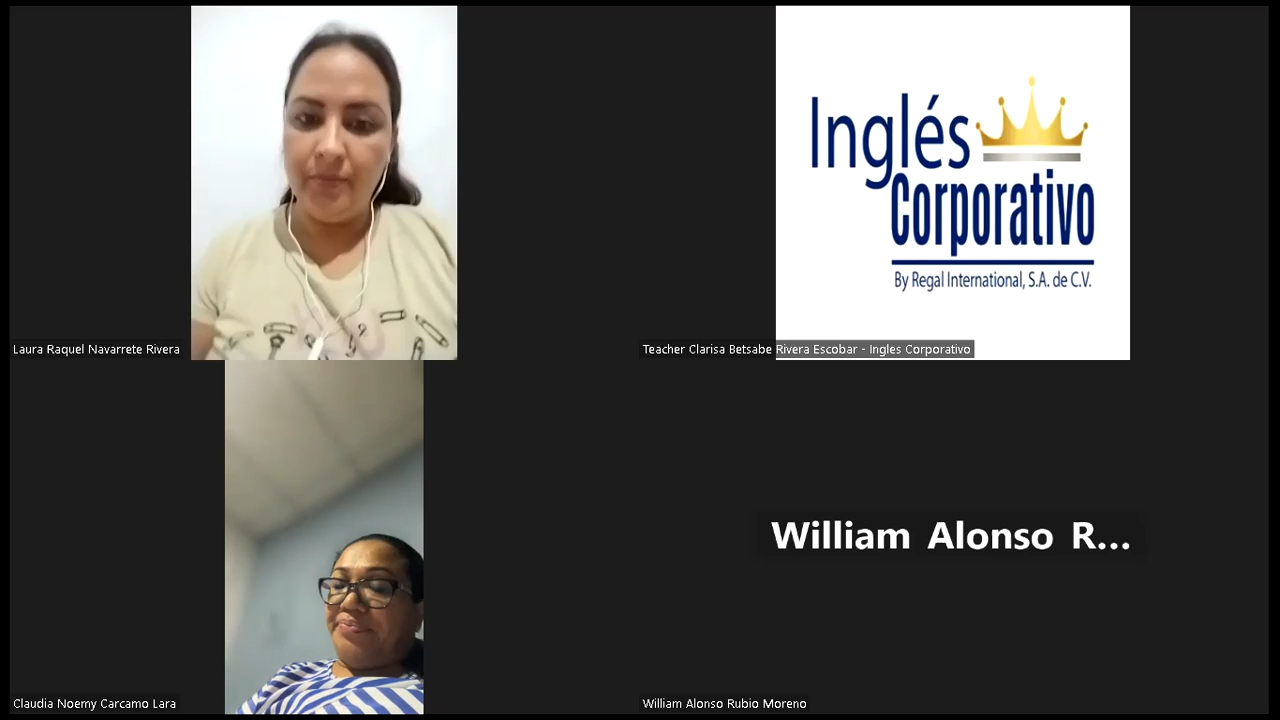 Inglés
Corporativo
By Regal International, S.A. de C.V.
Laura Raquel Navarrete Rivera
Teacher Clarisa Betsabe Rivera Escobar - Ingles Corporativo
William Alonso R...
Claudia Noemy Carcamo Lara
William Alonso Rubio Moreno